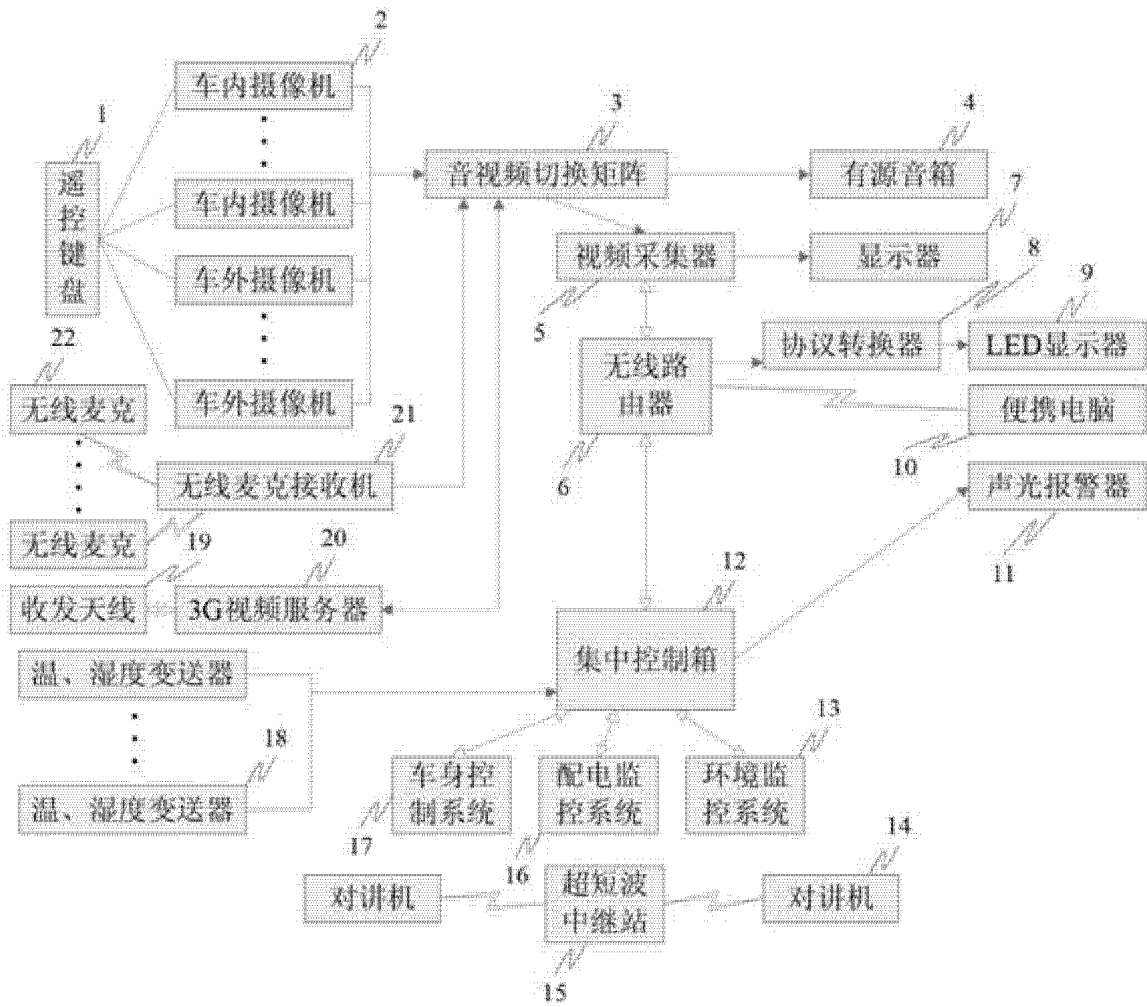 2
车内摄像机
1
3
4
遥
控
键
盘
音视频切换矩阵
有源音箱
车内摄像机
7
视频采集器
显示器
8
车外摄像机
9
5
22
协议转换器
LED显示器
无线路
由器
无线麦克
车外摄像机
便携电脑
21
10
6
无线麦克接收机
声光报警器
无线麦克
19
20
11
12
收发天线
3G视频服务器
集中控制箱
温、湿度变送器
13
18
车身控
制系统
配电监
控系统
环境监
控系统
温、湿度变送器
17
16
14
对讲机
超短波
中继站
对讲机
15